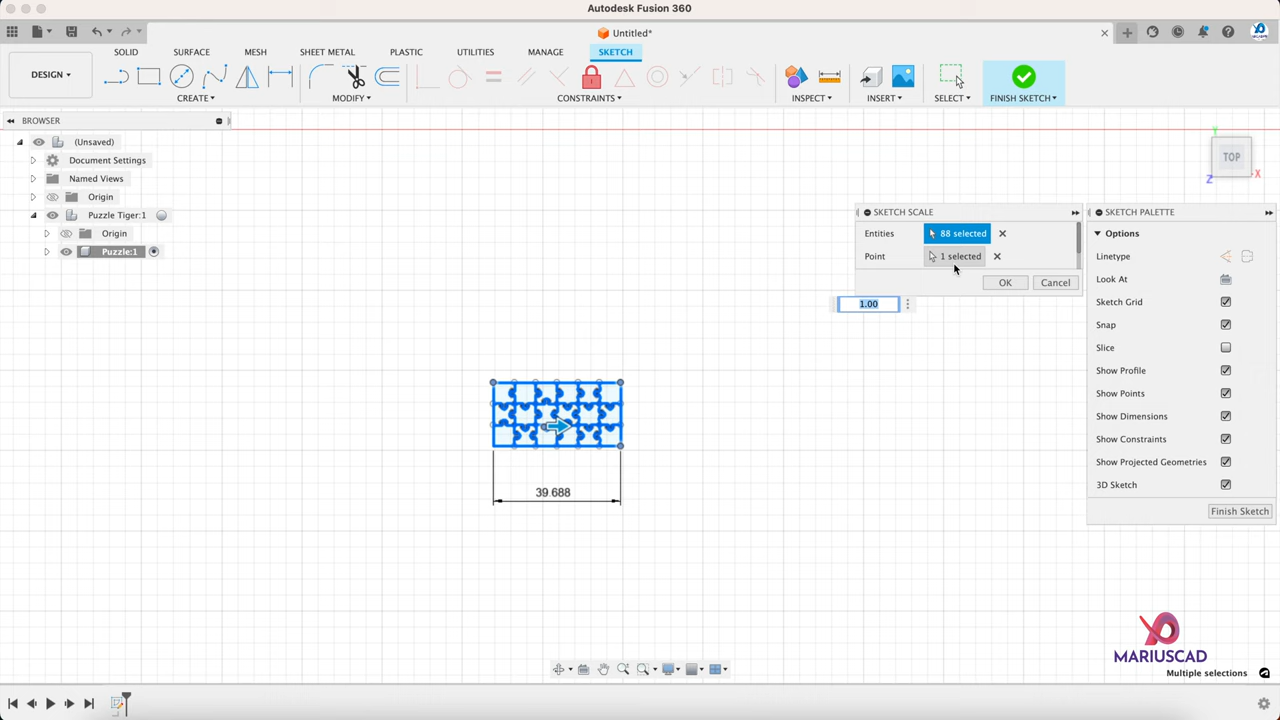 Autodesk Fusion 360
Untitled*
DESIGN
SOLID
SURFACE
MESH
SHEET METAL
PLASTIC
UTILITIES
MANAGE
SKETCH
CREATE
MODIFY
CONSTRAINTS
INSPECT
INSERT
SELECT
FINISH SKETCH
BROWSER
(Unsaved)
Document Settings
Named Views
Origin
Puzzle Tiger:1
Origin
Puzzle:1
TOP
Y
X
Z
SKETCH SCALE
Entities 88 selected
Point 1 selected
OK Cancel
1.00
SKETCH PALETTE
Options
Linetype
Look At
Sketch Grid
Snap
Slice
Show Profile
Show Points
Show Dimensions
Show Constraints
Show Projected Geometries
3D Sketch
Finish Sketch
39.688
MARIUSCAD
Multiple selections